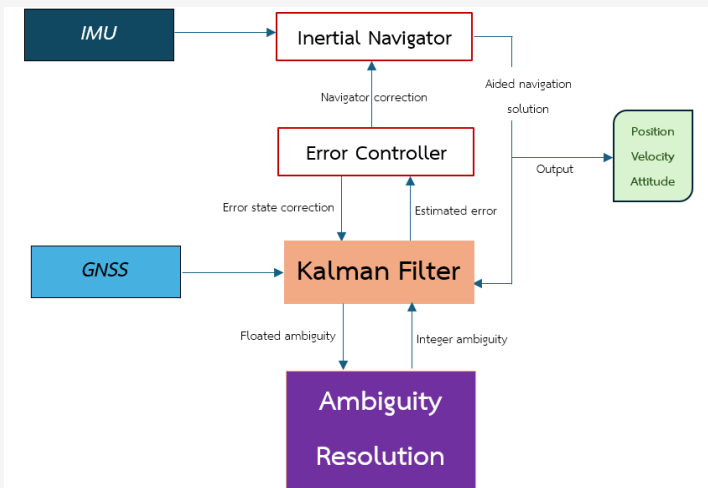 IMU
Inertial Navigator
Navigator correction
Aided navigation
solution
Position
Velocity
Attitude
Output
Error Controller
Error state correction
Estimated error
GNSS
Kalman Filter
Floated ambiguity
Integer ambiguity
Ambiguity
Resolution